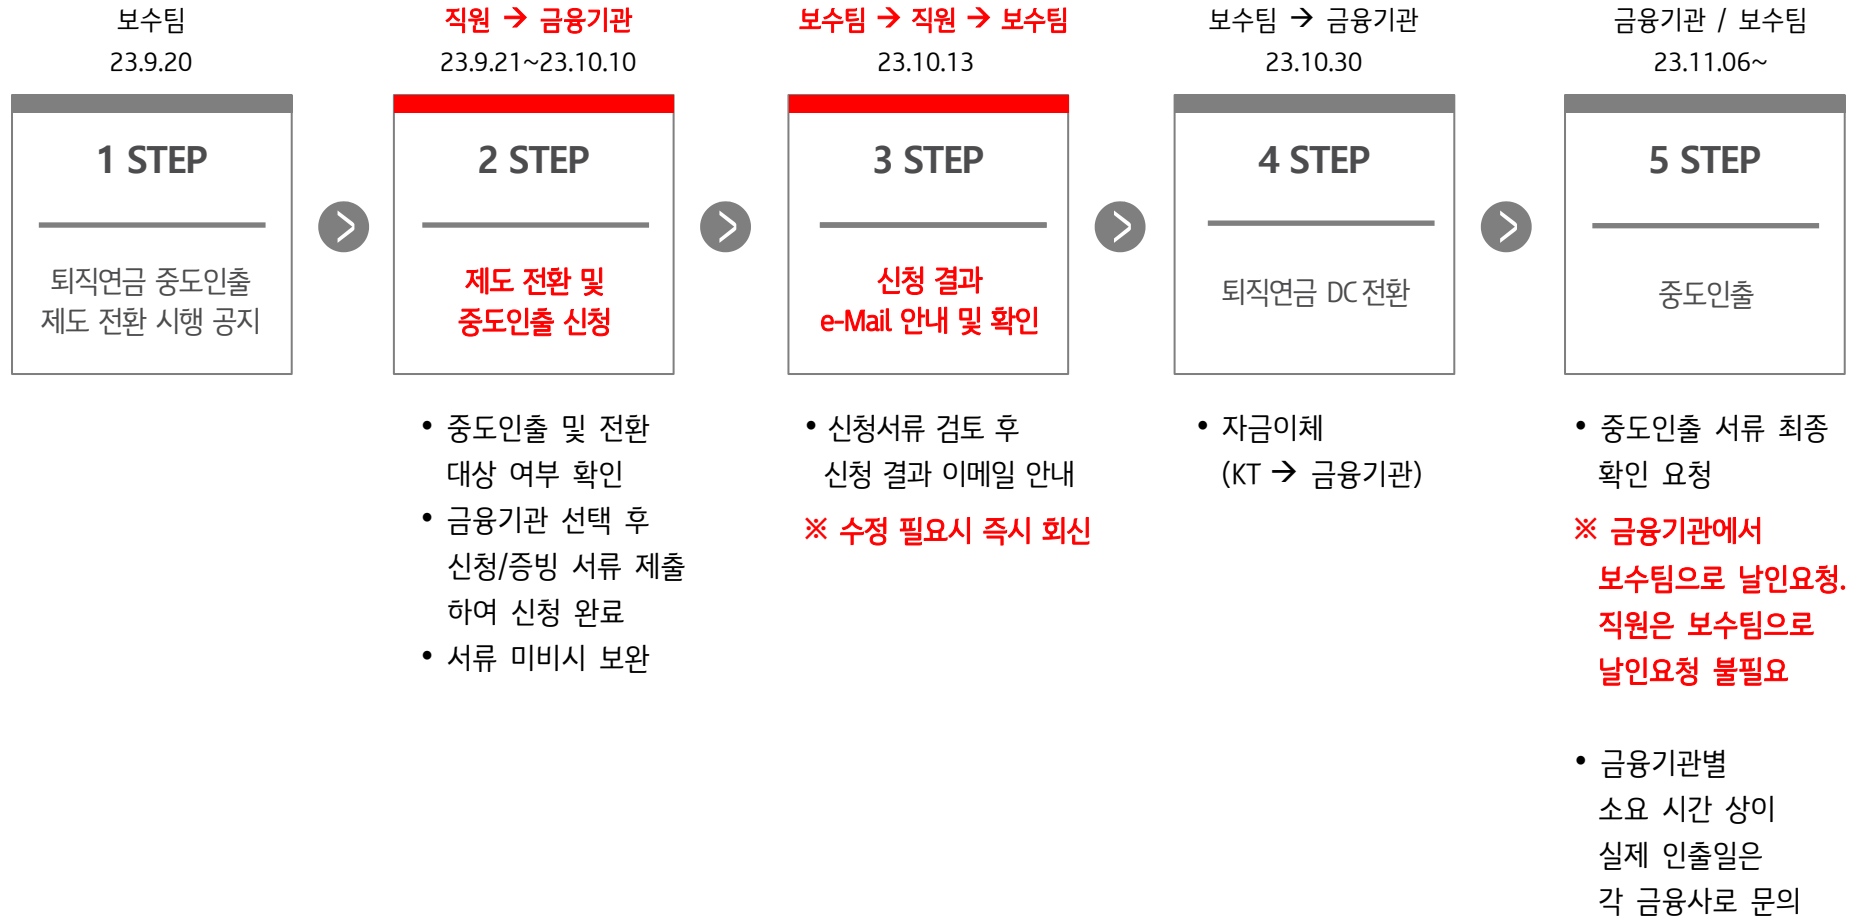 보수팀
23.9.20
직원 → 금융기관
23.9.21~23.10.10
보수팀 → 직원 → 보수팀
23.10.13
보수팀 → 금융기관
23.10.30
금융기관 / 보수팀
23.11.06~
1 STEP
퇴직연금 중도인출
제도 전환 시행 공지
2 STEP
제도 전환 및
중도인출 신청
3 STEP
신청 결과
e-Mail 안내 및 확인
4 STEP
퇴직연금 DC 전환
5 STEP
중도인출
• 중도인출 및 전환
대상 여부 확인
• 금융기관 선택 후
신청/증빙 서류 제출
하여 신청 완료
• 서류 미비시 보완
• 신청서류 검토 후
신청 결과 이메일 안내
※ 수정 필요시 즉시 회신
• 자금이체
(KT → 금융기관)
• 중도인출 서류 최종
확인 요청
※ 금융기관에서
보수팀으로 날인요청.
직원은 보수팀으로
날인요청 불필요
• 금융기관별
소요 시간 상이
실제 인출일은
각 금융사로 문의